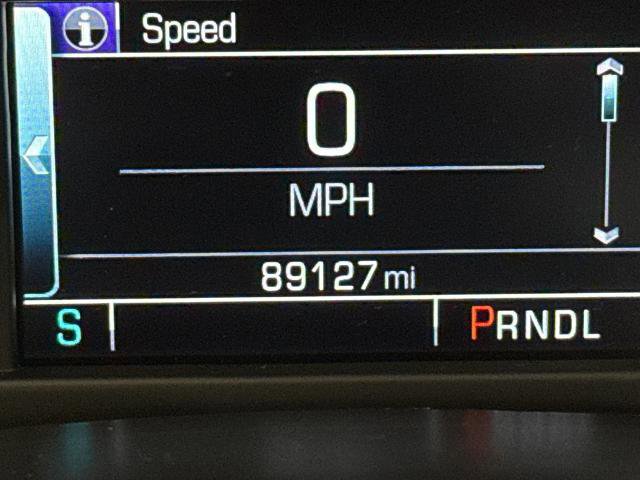 i Speed
0
MPH
89127 mi
S PRNDL